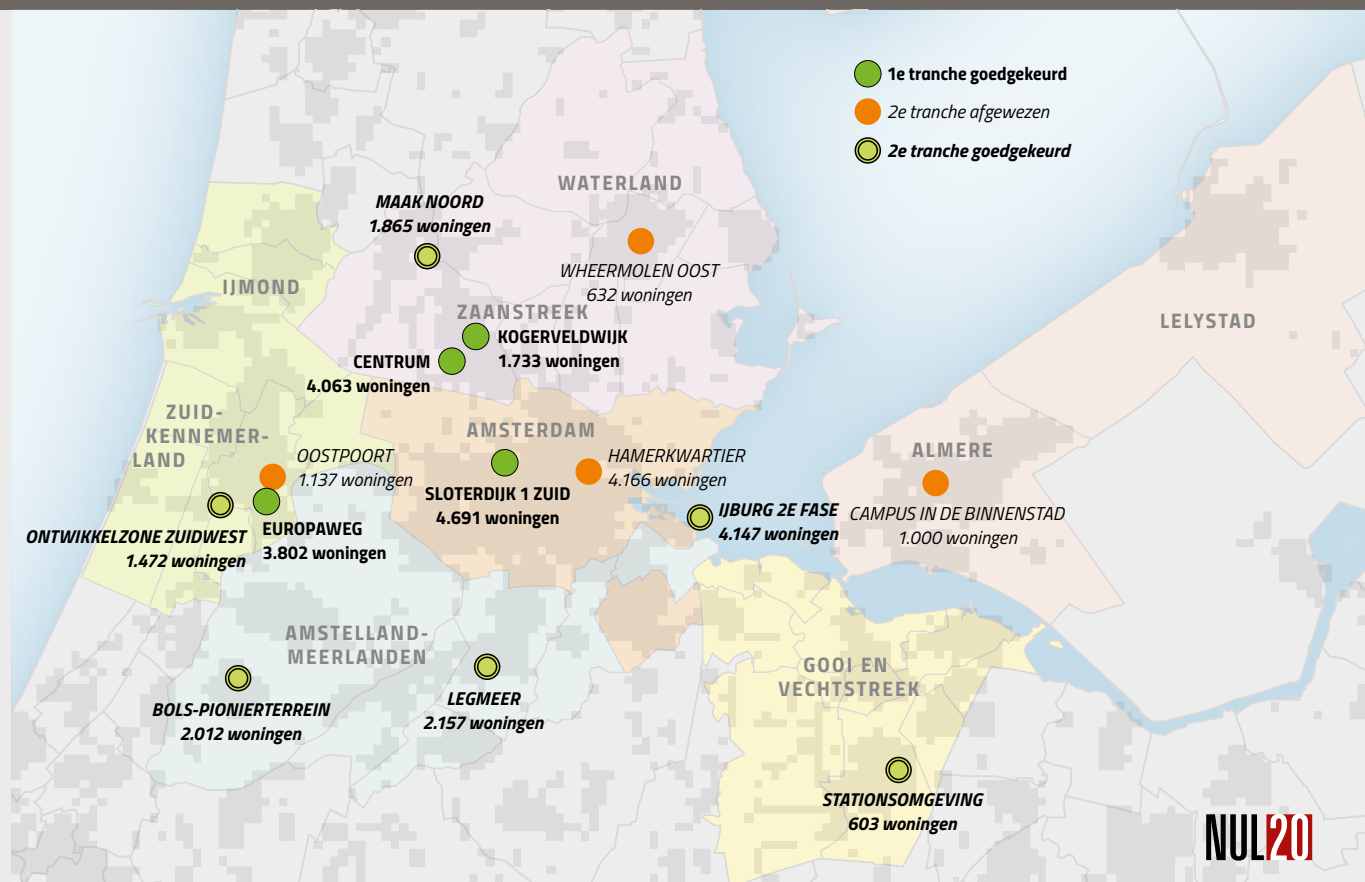 1e tranche goedgekeurd
2e tranche afgewezen
2e tranche goedgekeurd
WATERLAND
MAAK NOORD
1.865 woningen
WHEERMOLEN OOST
632 woningen
IJMOND
ZAANSTREEK
KOGERVELDWIJK
1.733 woningen
CENTRUM
4.063 woningen
LELYSTAD
ZUID-
KENNEMER-
LAND
AMSTERDAM
OOSTPOORT
1.137 woningen
HAMERKWARTIER
4.166 woningen
ALMERE
SLOTERDIJK 1 ZUID
4.691 woningen
IJBURG 2E FASE
4.147 woningen
CAMPUS IN DE BINNENSTAD
1.000 woningen
ONTWIKKELZONE ZUIDWEST
1.472 woningen
EUROPAWEG
3.802 woningen
AMSTELLAND-
MEERLANDEN
GOOI EN
VECHTSTREEK
BOLS-PIONIERTERREIN
2.012 woningen
LEGMEER
2.157 woningen
STATIONSOMGEVING
603 woningen
NUL20